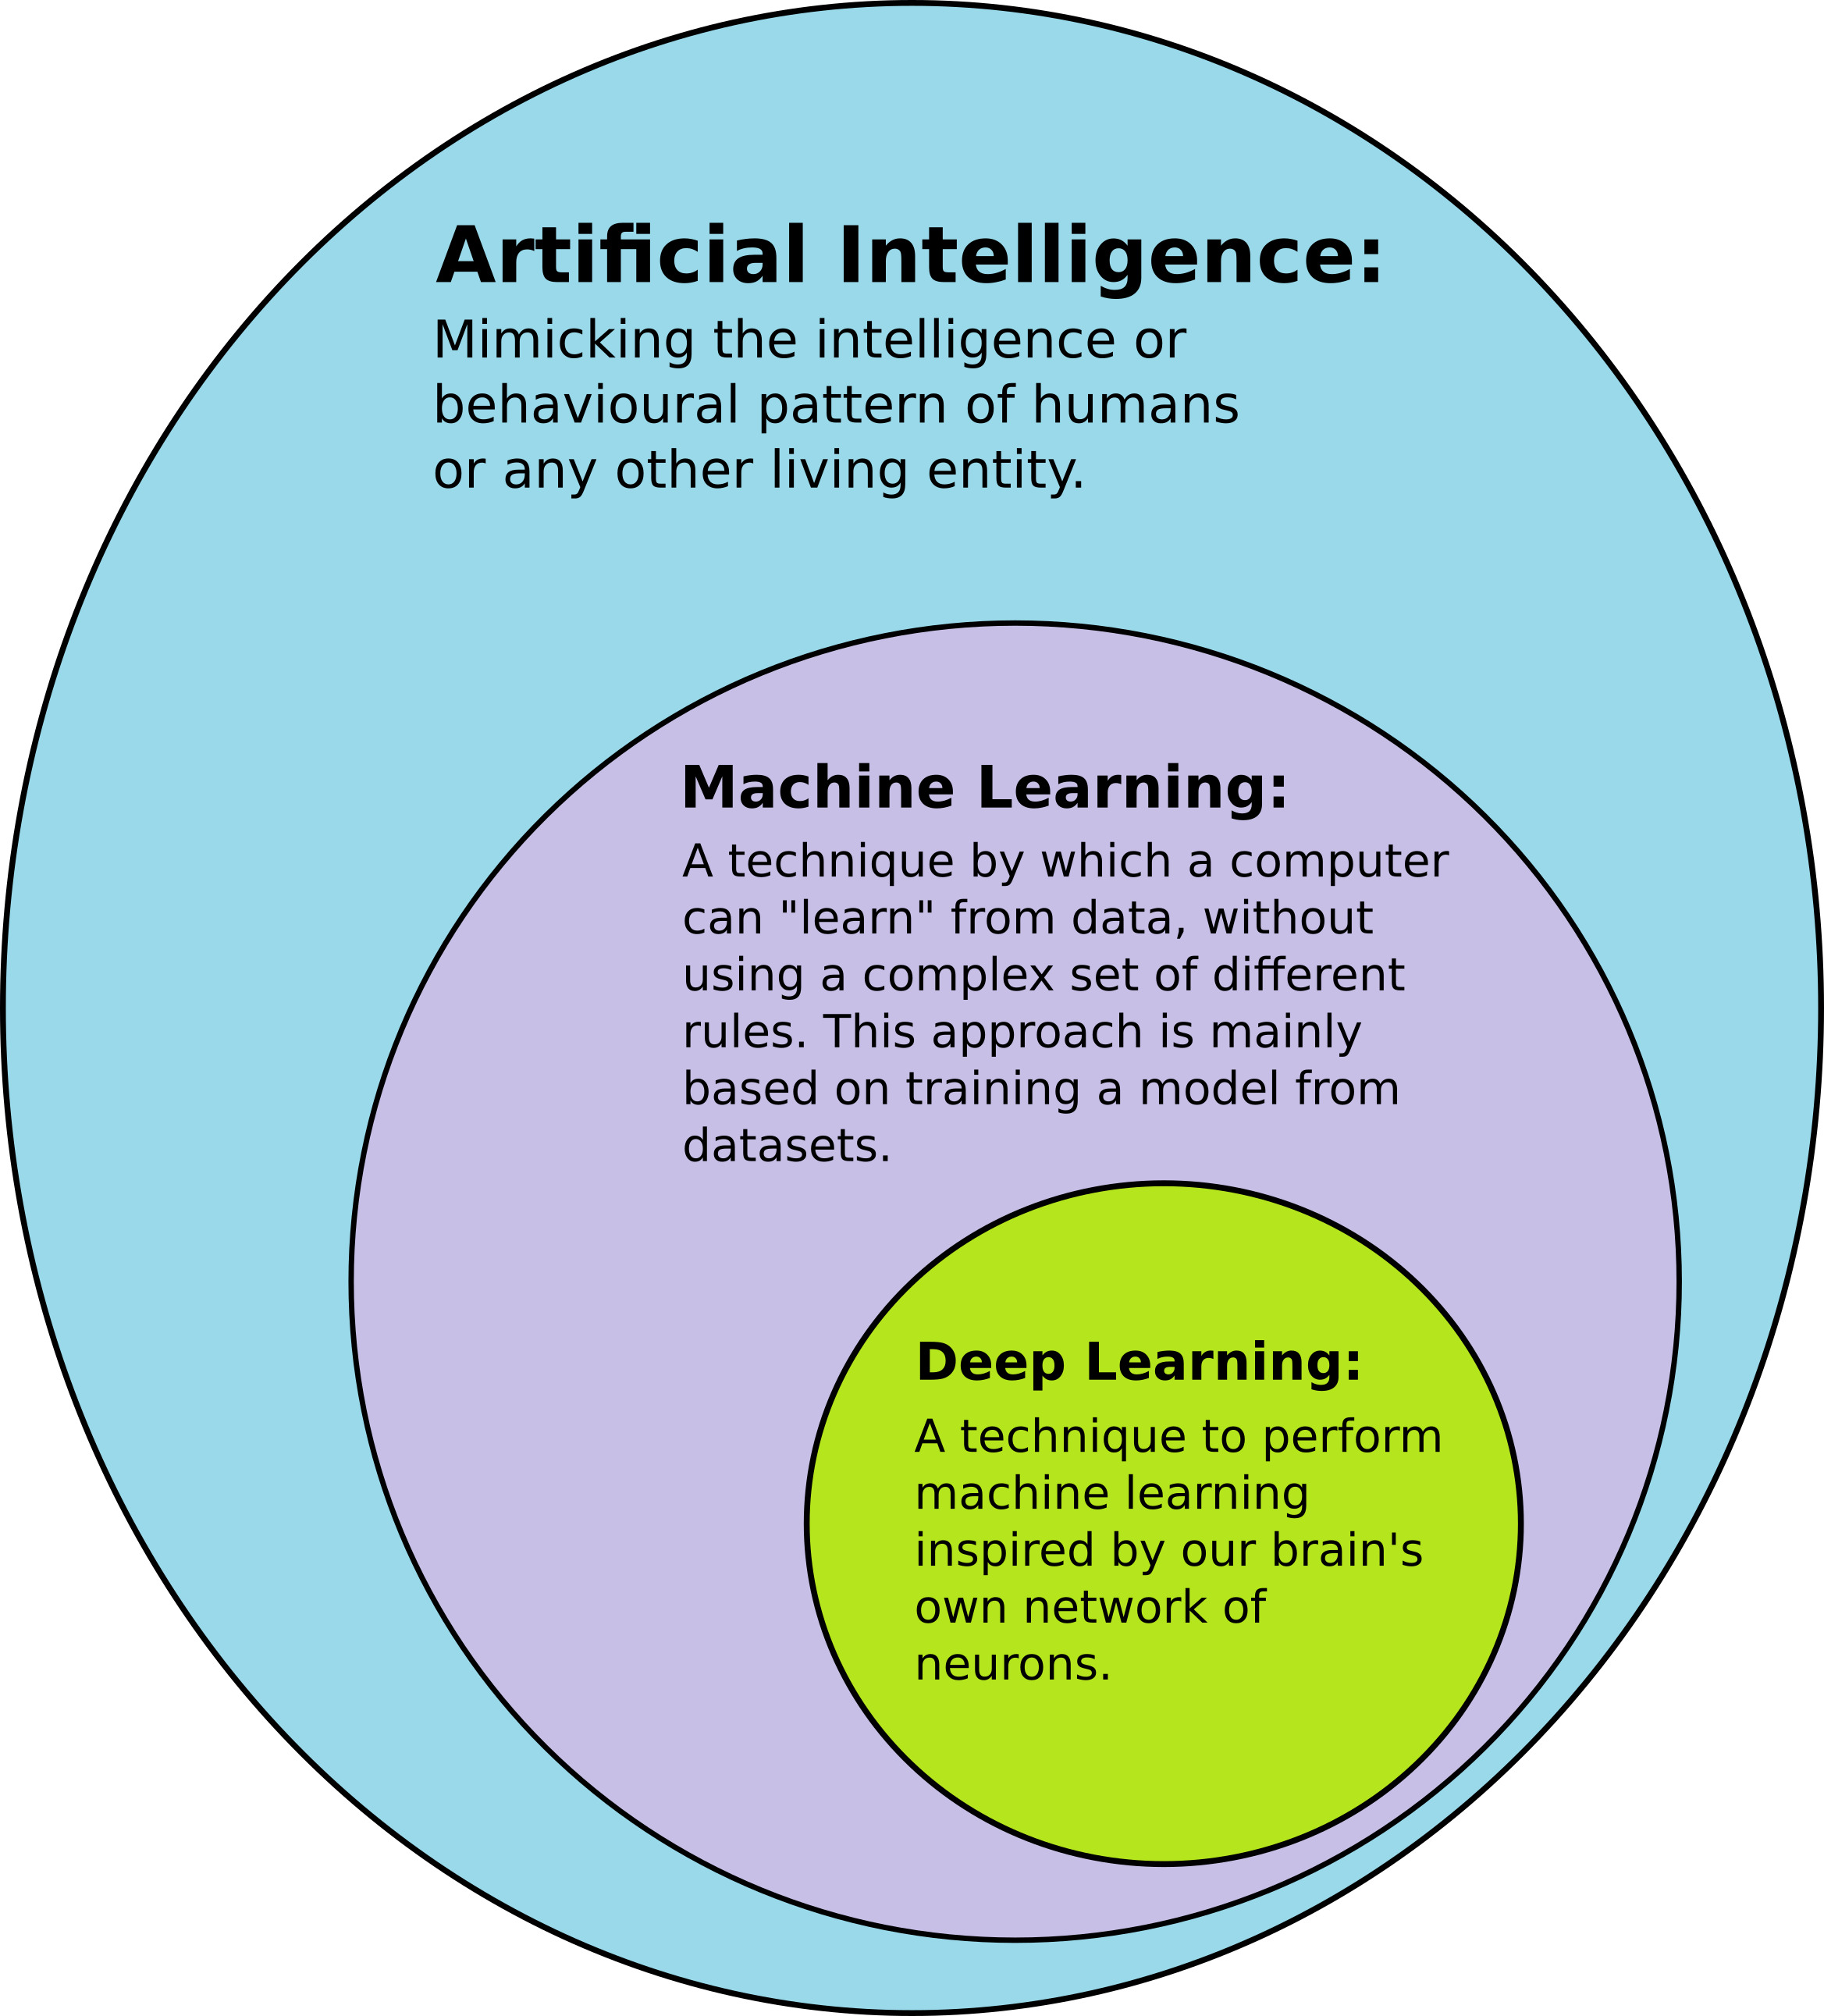 Artificial Intelligence:
Mimicking the intelligence or
behavioural pattern of humans
or any other living entity.
Machine Learning:
A technique by which a computer
can "learn" from data, without
using a complex set of different
rules. This approach is mainly
based on training a model from
datasets.
Deep Learning:
A technique to perform
machine learning
inspired by our brain's
own network of
neurons.